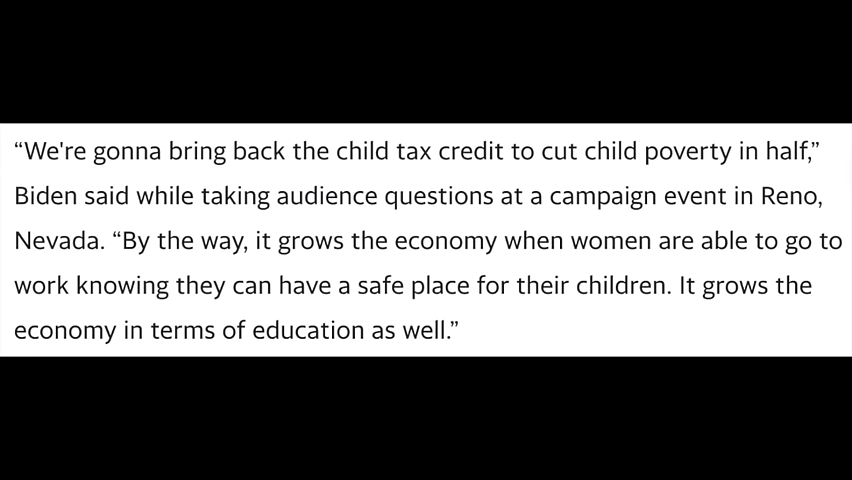 “We're gonna bring back the child tax credit to cut child poverty in half,”
Biden said while taking audience questions at a campaign event in Reno,
Nevada. “By the way, it grows the economy when women are able to go to
work knowing they can have a safe place for their children. It grows the
economy in terms of education as well.”